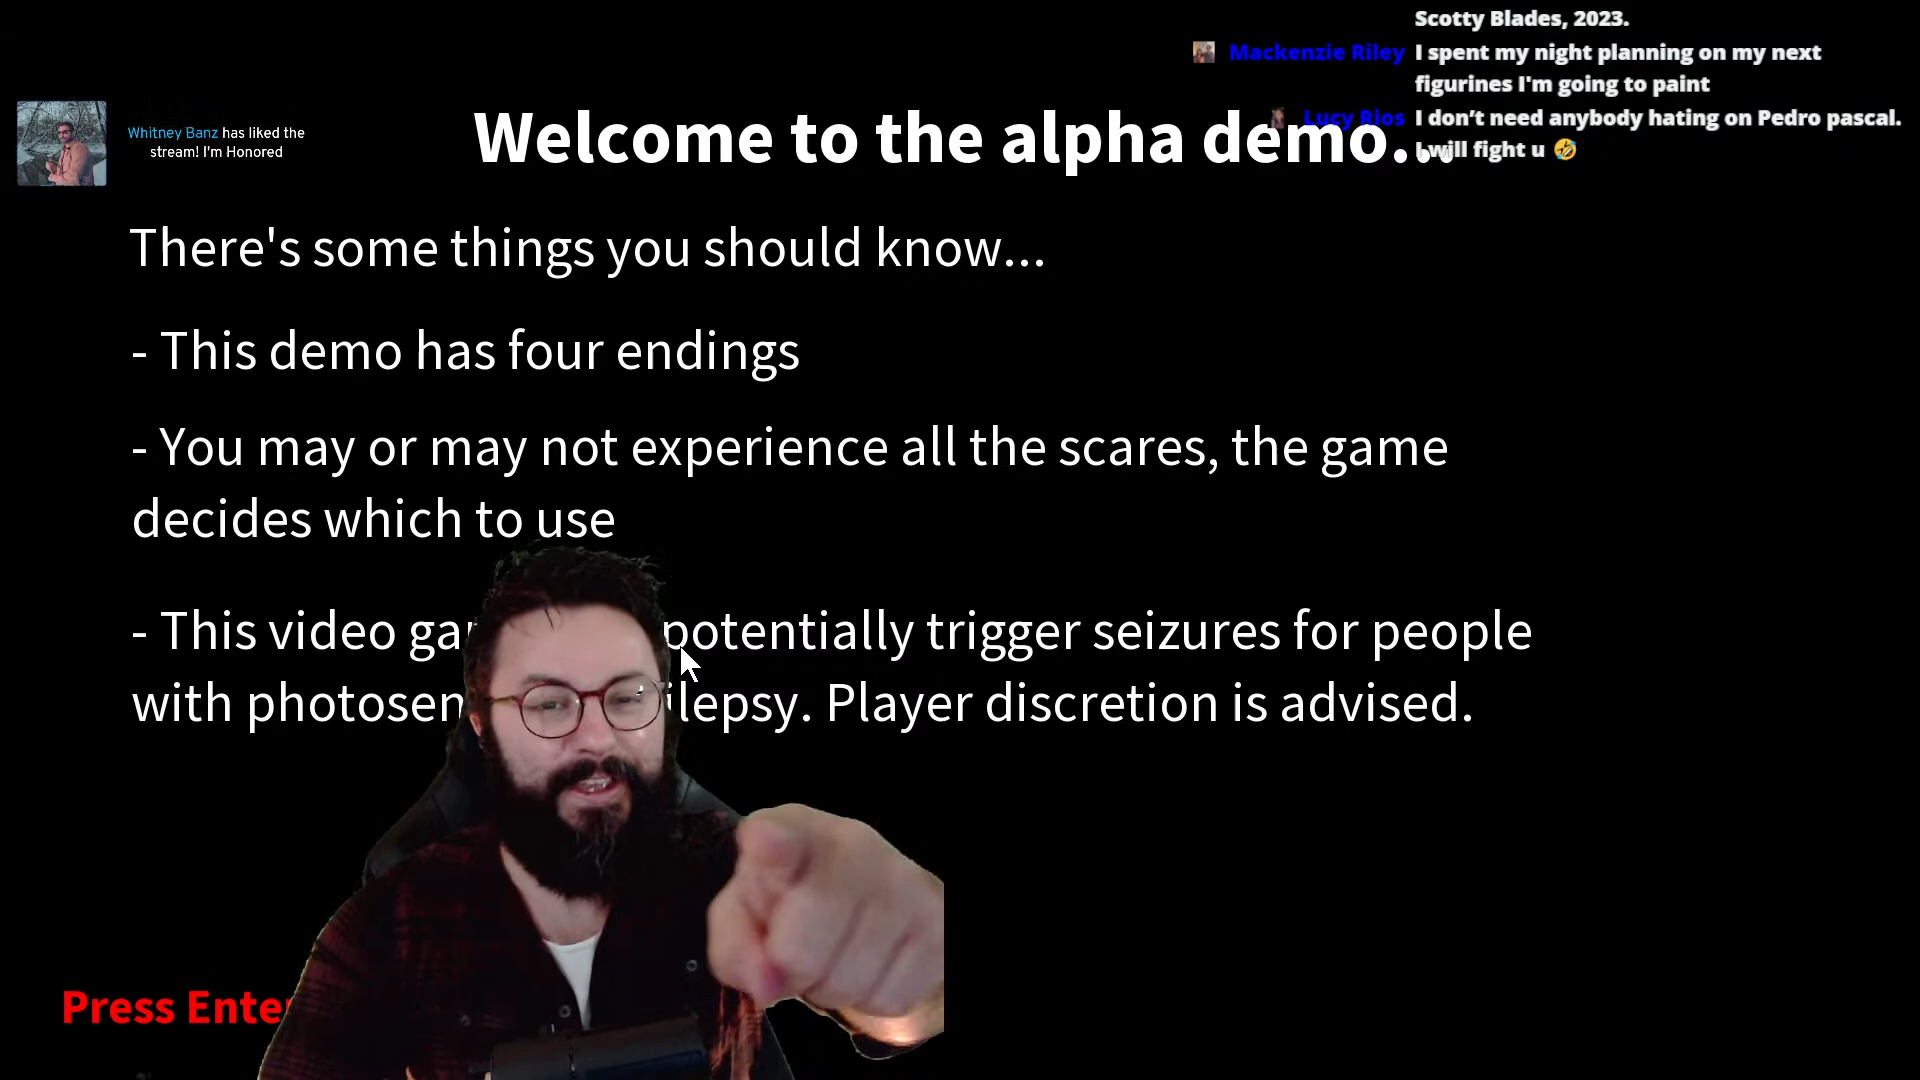 Scotty Blades, 2023.
Mackenzie Riley I spent my night planning on my next
figurines I'm going to paint
Lucy Rios I don’t need anybody hating on Pedro pascal.
I will fight u 🤣
Whitney Banz has liked the
stream! I'm Honored
Welcome to the alpha demo...
There's some things you should know...
- This demo has four endings
- You may or may not experience all the scares, the game
decides which to use
- This video ga potentially trigger seizures for people
with photosen ilepsy. Player discretion is advised.
Press Enter